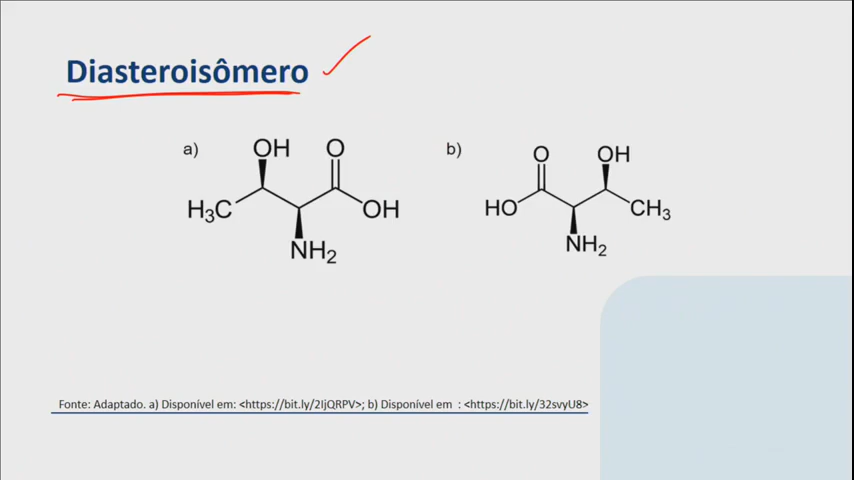 Diasteroisômero
a)
OH
O
H₃C
OH
NH₂
b)
O
OH
HO
CH₃
NH₂
Fonte: Adaptado. a) Disponível em: <https://bit.ly/2IjQRPV>; b) Disponível em : <https://bit.ly/32svyU8>